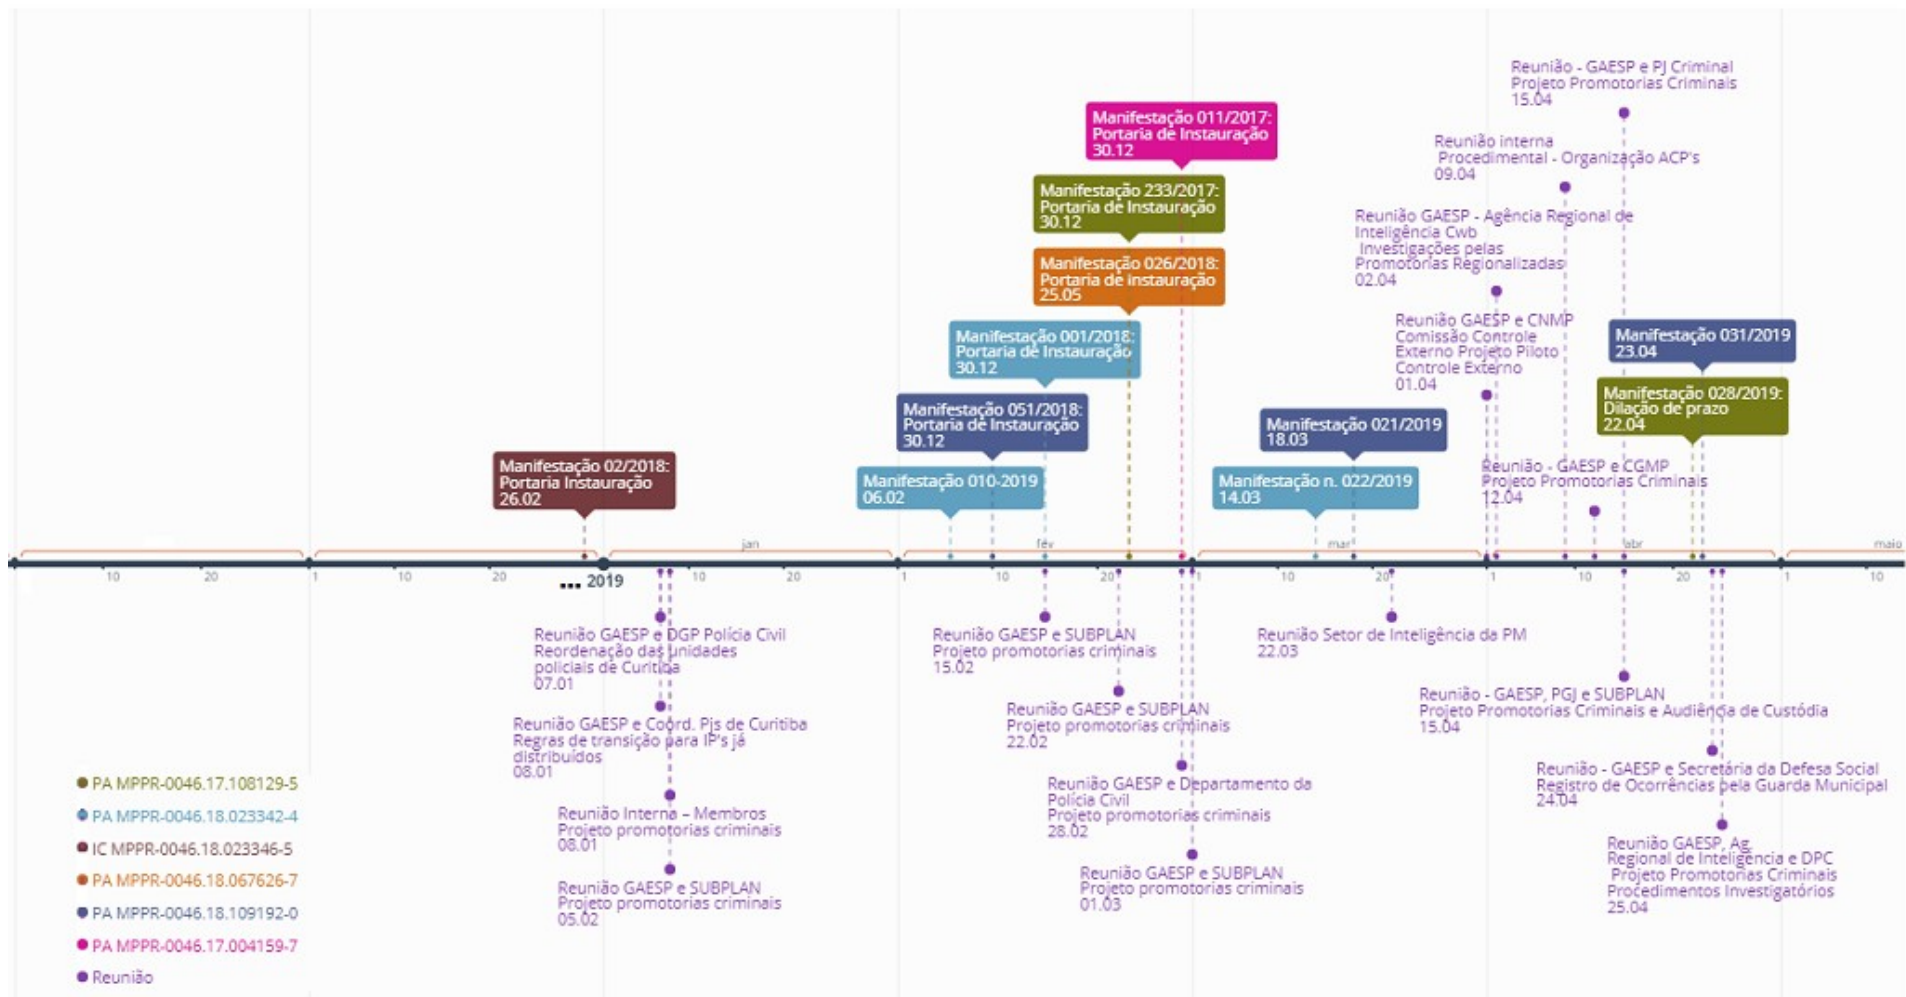 Reunião - GAESP e PJ Criminal
Projeto Promotorias Criminais
15.04
Manifestação 011/2017:
Portaria de Instauração
30.12
Reunião interna
Procedimental - Organização ACP's
09.04
Manifestação 233/2017:
Portaria de Instauração
30.12
Reunião GAESP - Agência Regional de
Inteligência Cwb
Investigações pelas
Promotorias Regionalizadas
02.04
Manifestação 026/2018:
Portaria de instauração
25.05
Reunião GAESP e CNMP
Comissão Controle
Externo Projeto Piloto
Controle Externo
01.04
Manifestação 001/2018:
Portaria de Instauração
30.12
Manifestação 031/2019
23.04
Manifestação 028/2019:
Dilação de prazo
22.04
Manifestação 051/2018:
Portaria de Instauração
30.12
Manifestação 021/2019
18.03
Manifestação 02/2018:
Portaria Instauração
26.02
Manifestação 010-2019
06.02
Manifestação n. 022/2019
14.03
Reunião - GAESP e CGMP
Projeto Promotorias Criminais
12.04
jan fev mar abr maio
10 20 1 10 20 ... 2019 10 20 1 10 20 1 10 20 1 10 20 1 10
Reunião GAESP e DGP Polícia Civil
Reordenação das unidades
policiais de Curitiba
07.01
Reunião GAESP e SUBPLAN
Projeto promotorias criminais
15.02
Reunião Setor de Inteligência da PM
22.03
Reunião GAESP e Coord. Pjs de Curitiba
Regras de transição para IP's já
distribuídos
08.01
Reunião GAESP e SUBPLAN
Projeto promotorias criminais
22.02
Reunião - GAESP, PGJ e SUBPLAN
Projeto Promotorias Criminais e Audiência de Custódia
15.04
Reunião Interna – Membros
Projeto promotorias criminais
08.01
Reunião GAESP e Departamento da
Polícia Civil
Projeto promotorias criminais
28.02
Reunião - GAESP e Secretária da Defesa Social
Registro de Ocorrências pela Guarda Municipal
24.04
Reunião GAESP e SUBPLAN
Projeto promotorias criminais
05.02
Reunião GAESP e SUBPLAN
Projeto promotorias criminais
01.03
Reunião GAESP, Ag.
Regional de Inteligência e DPC
Projeto Promotorias Criminais
Procedimentos Investigatórios
25.04
PA MPPR-0046.17.108129-5
PA MPPR-0046.18.023342-4
IC MPPR-0046.18.023346-5
PA MPPR-0046.18.067626-7
PA MPPR-0046.18.109192-0
PA MPPR-0046.17.004159-7
Reunião